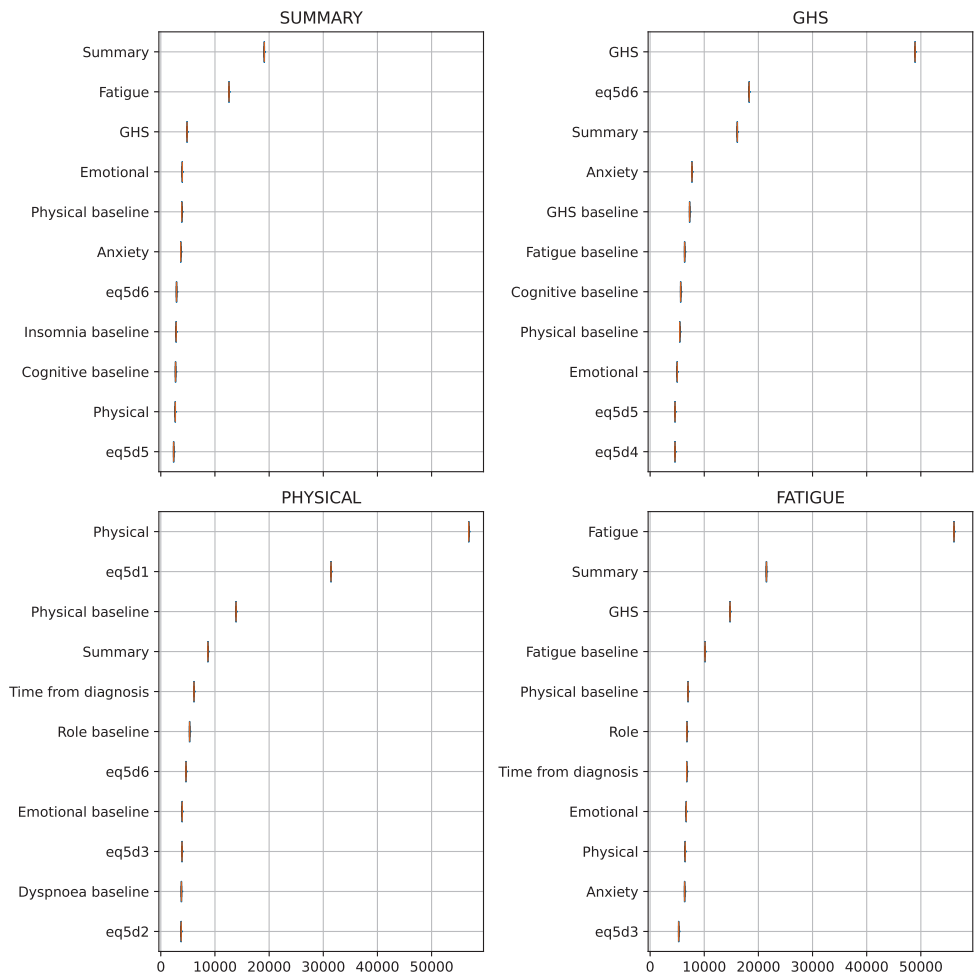 SUMMARY
Summary
Fatigue
GHS
Emotional
Physical baseline
Anxiety
eq5d6
Insomnia baseline
Cognitive baseline
Physical
eq5d5
GHS
GHS
eq5d6
Summary
Anxiety
GHS baseline
Fatigue baseline
Cognitive baseline
Physical baseline
Emotional
eq5d5
eq5d4
PHYSICAL
Physical
eq5d1
Physical baseline
Summary
Time from diagnosis
Role baseline
eq5d6
Emotional baseline
eq5d3
Dyspnoea baseline
eq5d2
0 10000 20000 30000 40000 50000
FATIGUE
Fatigue
Summary
GHS
Fatigue baseline
Physical baseline
Role
Time from diagnosis
Emotional
Physical
Anxiety
eq5d3
0 10000 20000 30000 40000 50000